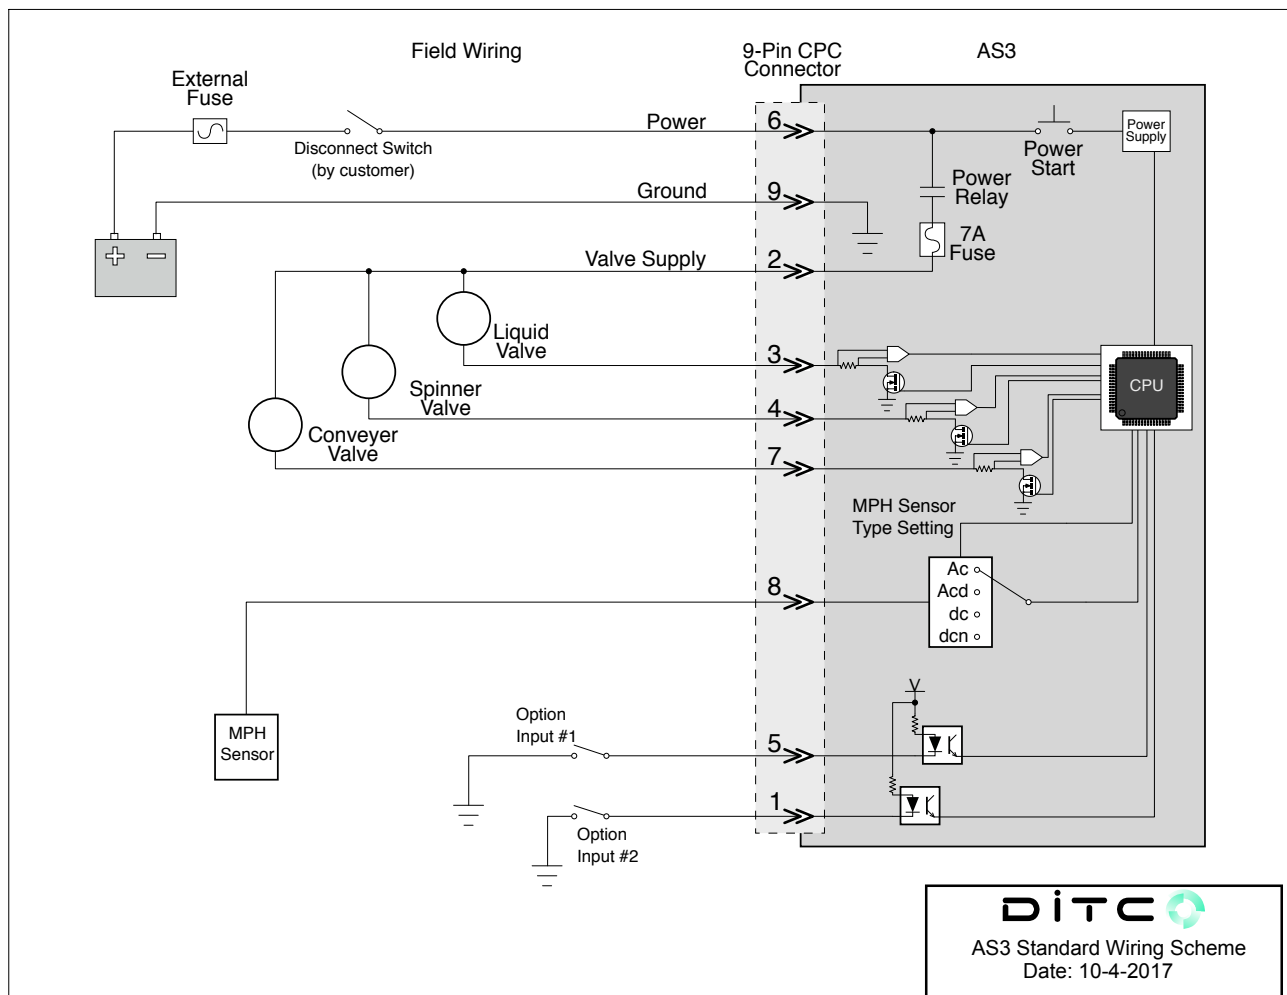 Field Wiring
9-Pin CPC
Connector
AS3
External
Fuse
Disconnect Switch
(by customer)
Power
6
Power
Start
Power
Supply
Ground
9
Power
Relay
7A
Fuse
+ −
Valve Supply
2
Liquid
Valve
3
Spinner
Valve
4
Conveyer
Valve
7
CPU
MPH Sensor
Type Setting
Ac
Acd
dc
dcn
8
MPH
Sensor
V
Option
Input #1
5
1
Option
Input #2
DiTCO
AS3 Standard Wiring Scheme
Date: 10-4-2017